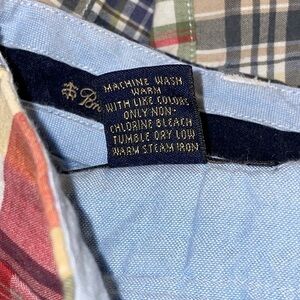 MACHINE WASH
WARM
WITH LIKE COLORS
ONLY NON-
CHLORINE BLEACH
TUMBLE DRY LOW
WARM STEAM IRON